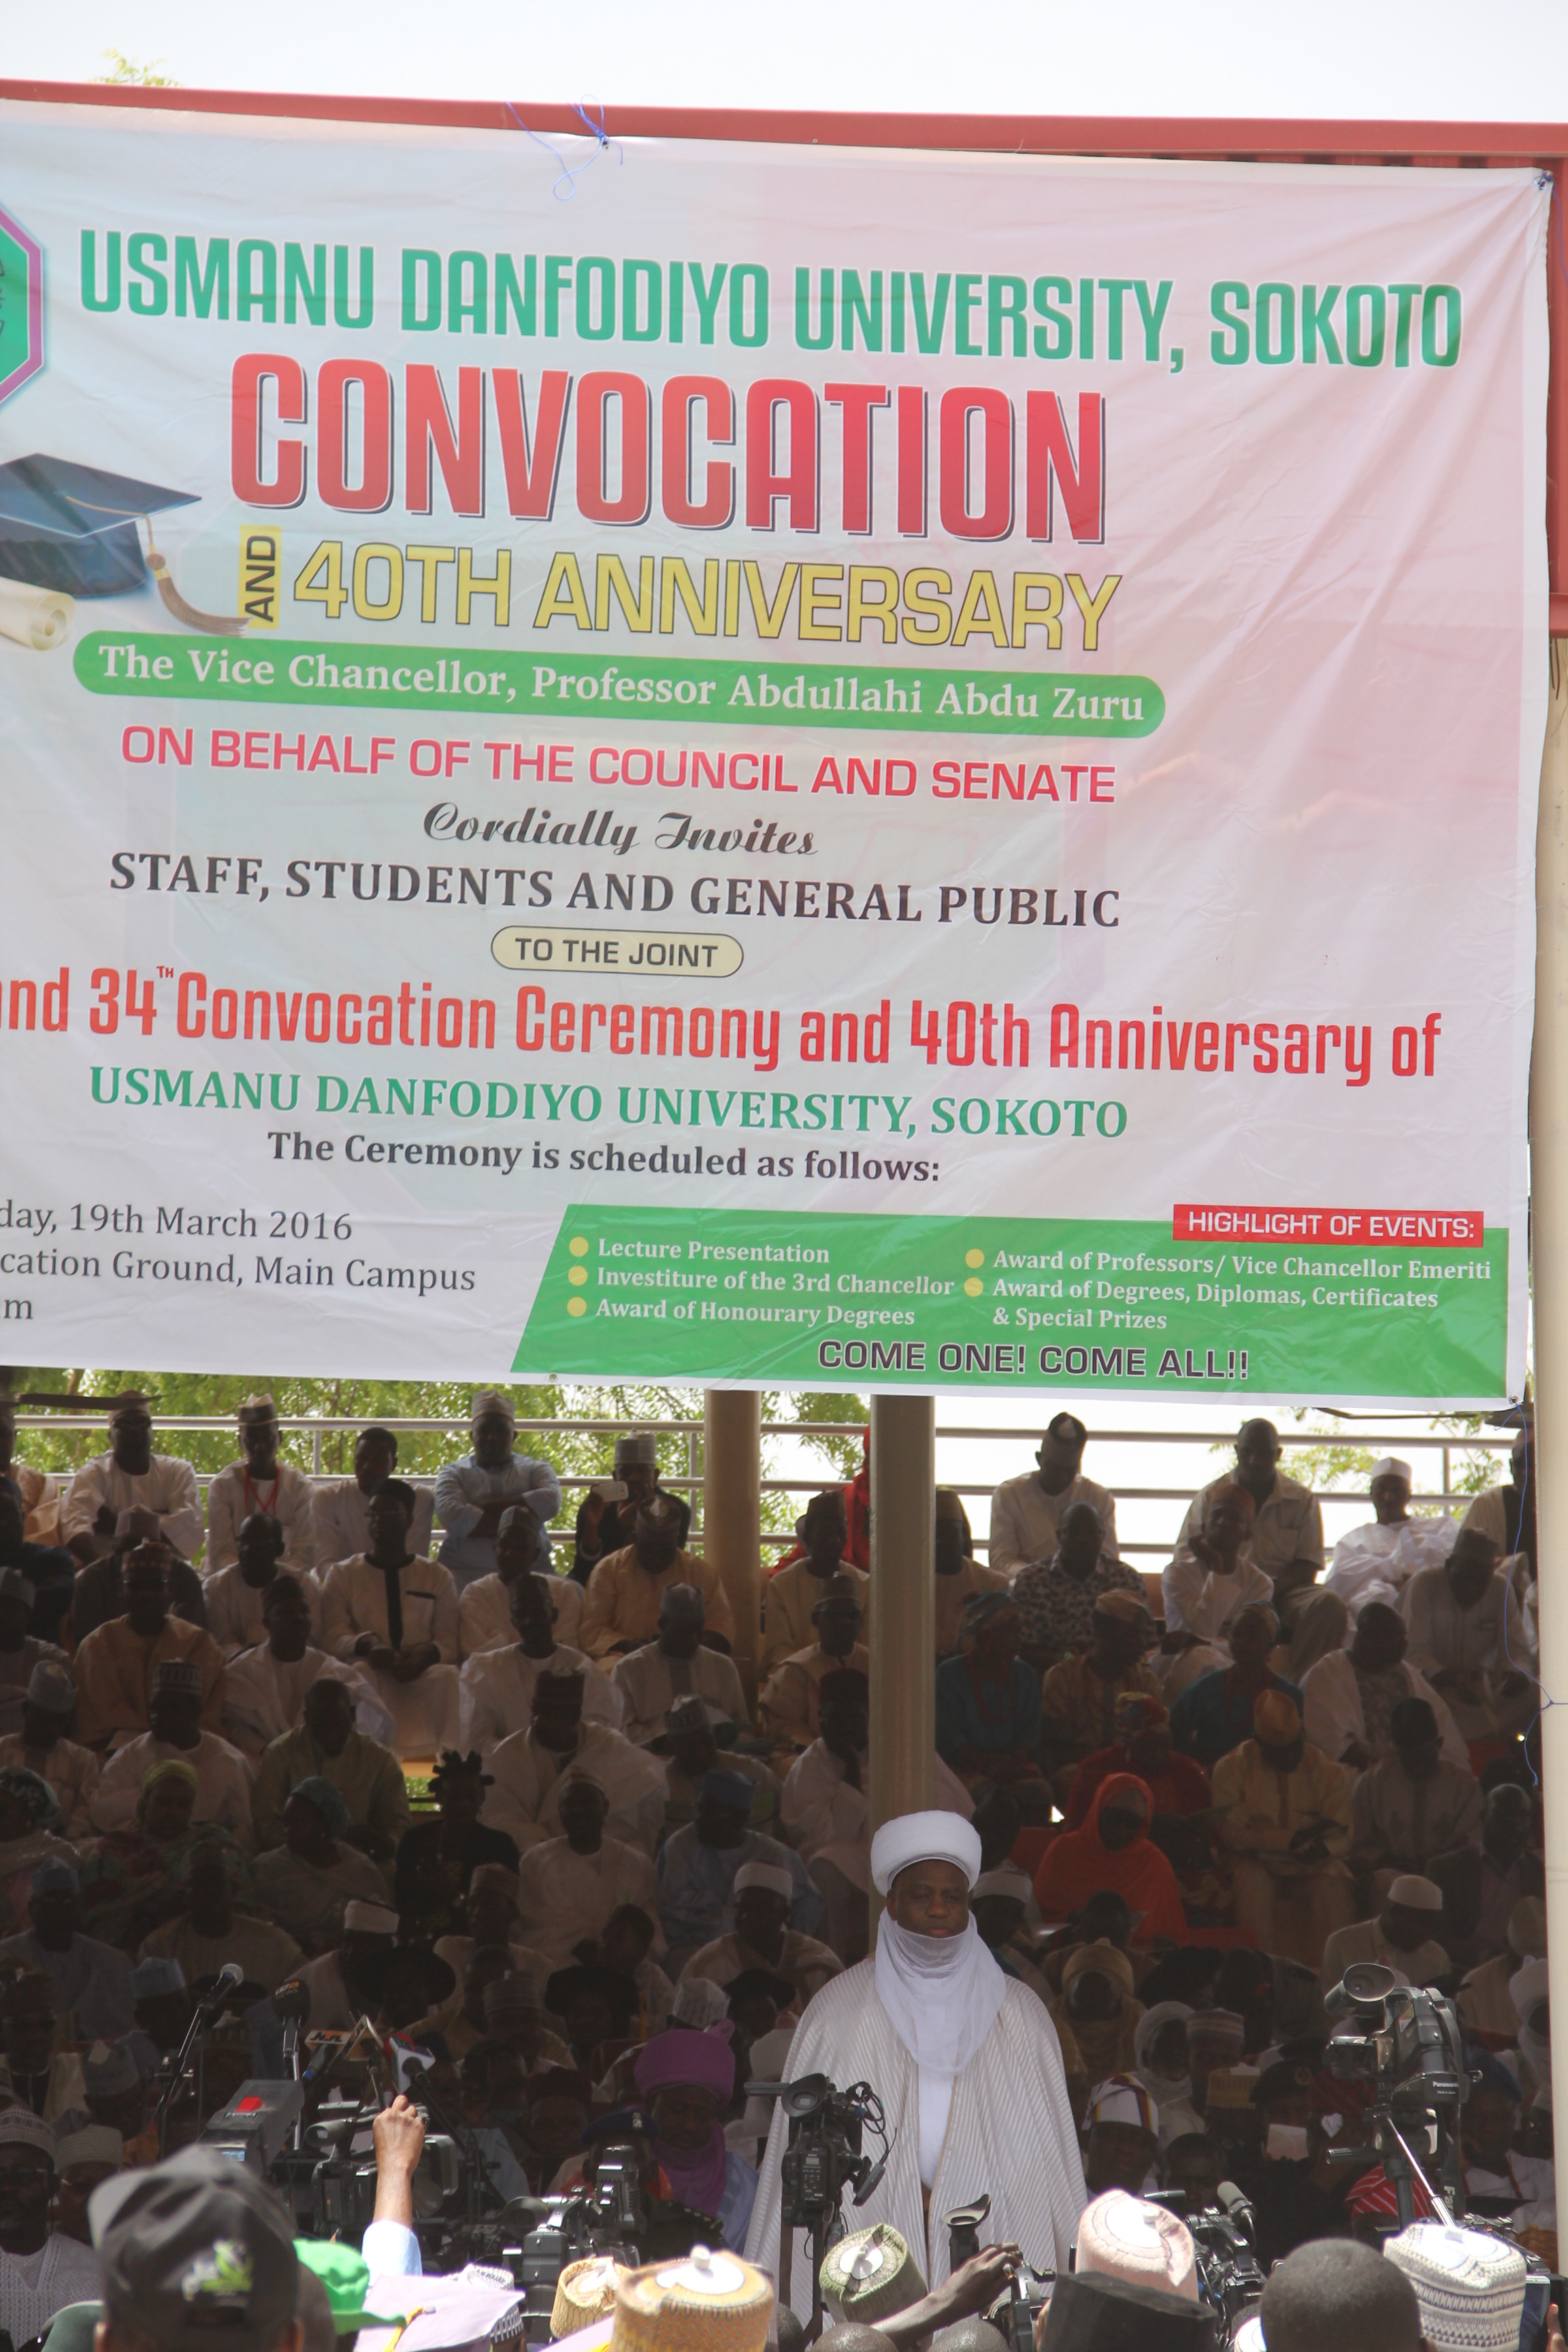 USMANU DANFODIYO UNIVERSITY, SOKOTO
CONVOCATION
AND 40TH ANNIVERSARY
The Vice Chancellor, Professor Abdullahi Abdu Zuru
ON BEHALF OF THE COUNCIL AND SENATE
Cordially Invites
STAFF, STUDENTS AND GENERAL PUBLIC
TO THE JOINT
and 34TH Convocation Ceremony and 40th Anniversary of
USMANU DANFODIYO UNIVERSITY, SOKOTO
The Ceremony is scheduled as follows:
day, 19th March 2016
cation Ground, Main Campus
m
HIGHLIGHT OF EVENTS:
Lecture Presentation
Investiture of the 3rd Chancellor
Award of Honourary Degrees
Award of Professors/ Vice Chancellor Emeriti
Award of Degrees, Diplomas, Certificates
& Special Prizes
COME ONE! COME ALL!!